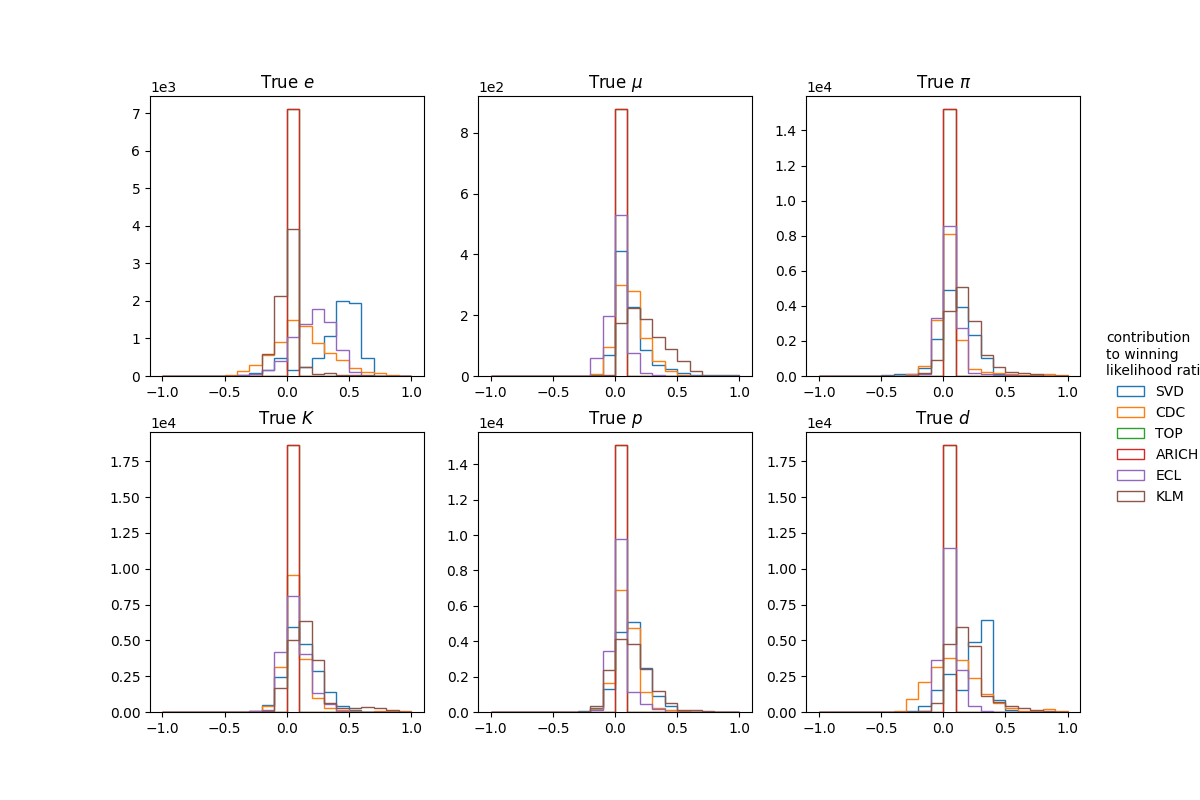 True e
1e3
7
6
5
4
3
2
1
0
−1.0 −0.5 0.0 0.5 1.0
True μ
1e2
8
6
4
2
0
−1.0 −0.5 0.0 0.5 1.0
True π
1e4
1.4
1.2
1.0
0.8
0.6
0.4
0.2
0.0
−1.0 −0.5 0.0 0.5 1.0
True K
1e4
1.75
1.50
1.25
1.00
0.75
0.50
0.25
0.00
−1.0 −0.5 0.0 0.5 1.0
True p
1e4
1.4
1.2
1.0
0.8
0.6
0.4
0.2
0.0
−1.0 −0.5 0.0 0.5 1.0
True d
1e4
1.75
1.50
1.25
1.00
0.75
0.50
0.25
0.00
−1.0 −0.5 0.0 0.5 1.0
contribution
to winning
likelihood rati
SVD
CDC
TOP
ARICH
ECL
KLM